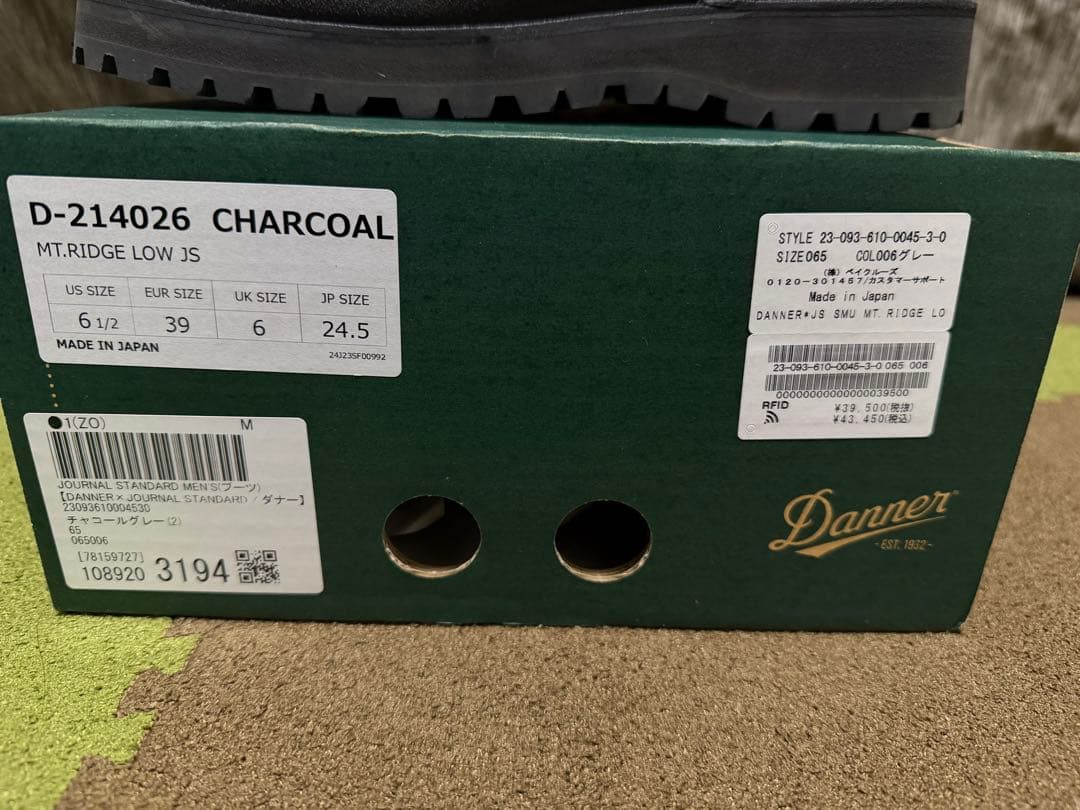 D-214026 CHARCOAL
MT.RIDGE LOW JS
US SIZE EUR SIZE UK SIZE JP SIZE
6 1/2 39 6 24.5
MADE IN JAPAN
24J23SF00992
1(ZO) M
JOURNAL STANDARD MEN'S(ブーツ)
【DANNER×JOURNAL STANDARD / ダナー】
23093610004530
チャコールグレー(2)
65
065006
[78159727]
108920 3194
STYLE 23-093-610-0045-3-0
SIZE065 COL006グレー
(株) ベイクルーズ
0120-301457/カスタマーサポート
Made in Japan
DANNER*JS SMU MT.RIDGE LO
23-093-610-0045-3-0 065 006
0000000000000000039500
RFID
¥39,500(税抜)
¥43,450(税込)
Danner
-EST. 1932-